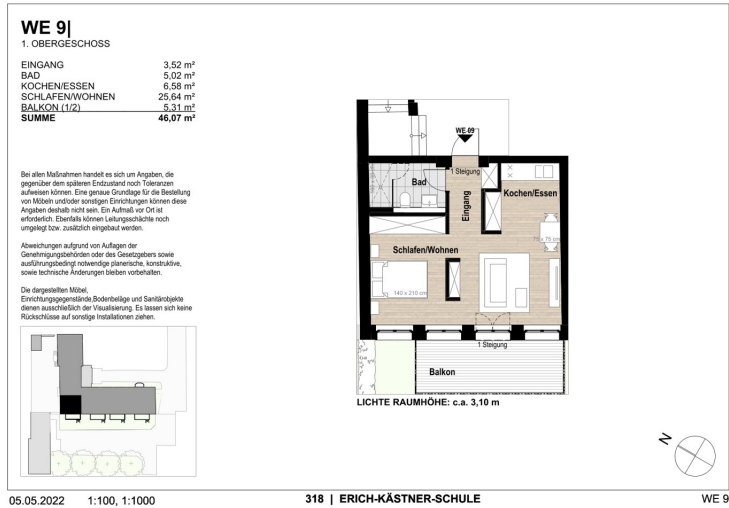 WE 9|
1. OBERGESCHOSS
EINGANG 3,52 m²
BAD 5,02 m²
KOCHEN/ESSEN 6,58 m²
SCHLAFEN/WOHNEN 25,64 m²
BALKON (1/2) 5,31 m²
SUMME 46,07 m²
Bei allen Maßnahmen handelt es sich um Angaben, die
gegenüber dem späteren Endzustand noch Toleranzen
aufweisen können. Eine genaue Grundlage für die Bestellung
von Möbeln und/oder sonstigen Einrichtungen können diese
Angaben deshalb nicht sein. Ein Aufmaß vor Ort ist
erforderlich. Ebenfalls können Leitungsschächte noch
umgelegt bzw. zusätzlich eingebaut werden.
Abweichungen aufgrund von Auflagen der
Genehmigungsbehörden oder des Gesetzgebers sowie
ausführungsbedingt notwendige planerische, konstruktive,
sowie technische Änderungen bleiben vorbehalten.
Die dargestellten Möbel,
Einrichtungsgegenstände,Bodenbeläge und Sanitärobjekte
dienen ausschließlich der Visualisierung. Es lassen sich keine
Rückschlüsse auf sonstige Installationen ziehen.
WE 09
1 Steigung
Bad
Eingang
Kochen/Essen
75 x 75 cm
Schlafen/Wohnen
140 x 210 cm
1 Steigung
Balkon
LICHTE RAUMHÖHE: c.a. 3,10 m
N
05.05.2022 1:100, 1:1000 318 | ERICH-KÄSTNER-SCHULE WE 9